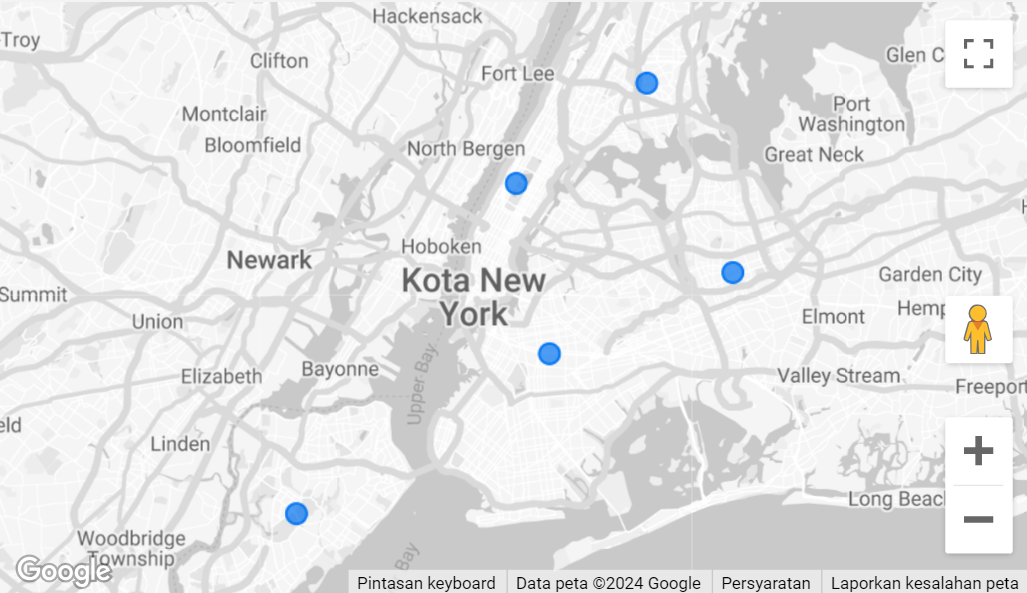 Hackensack
-Troy
Clifton
Glen C
Fort Lee
Port
Washington
Montclair
Bloomfield
North Bergen
Great Neck
Hoboken
Newark
Kota New
York
Garden City
Summit
Hemp
Union
Elmont
Bayonne
Elizabeth
Upper Bay
Valley Stream
Freeport
eld
Linden
Long Beac
Woodbridge
Township
Bay
Google
Pintasan keyboard
Data peta ©2024 Google
Persyaratan
Laporkan kesalahan peta